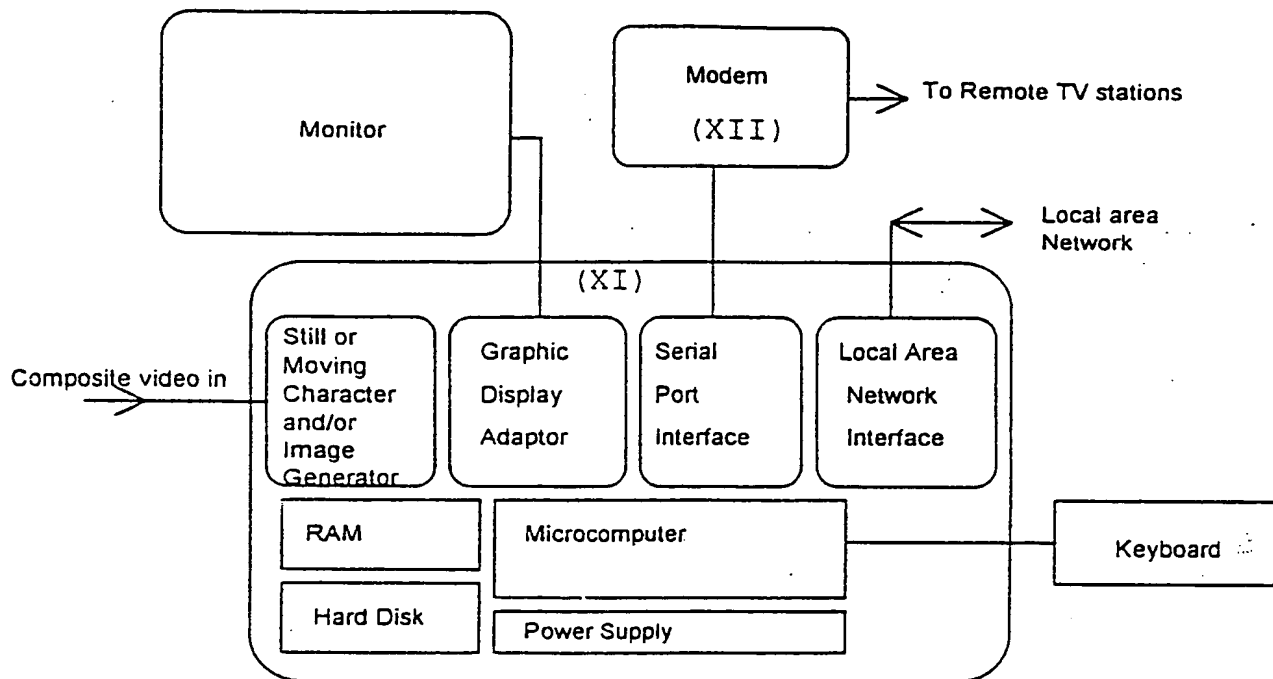 Monitor
Modem
(XII)
To Remote TV stations
Local area
Network
(XI)
Composite video in
Still or
Moving
Character
and/or
Image
Generator
Graphic
Display
Adaptor
Serial
Port
Interface
Local Area
Network
Interface
RAM
Microcomputer
Keyboard
Hard Disk
Power Supply